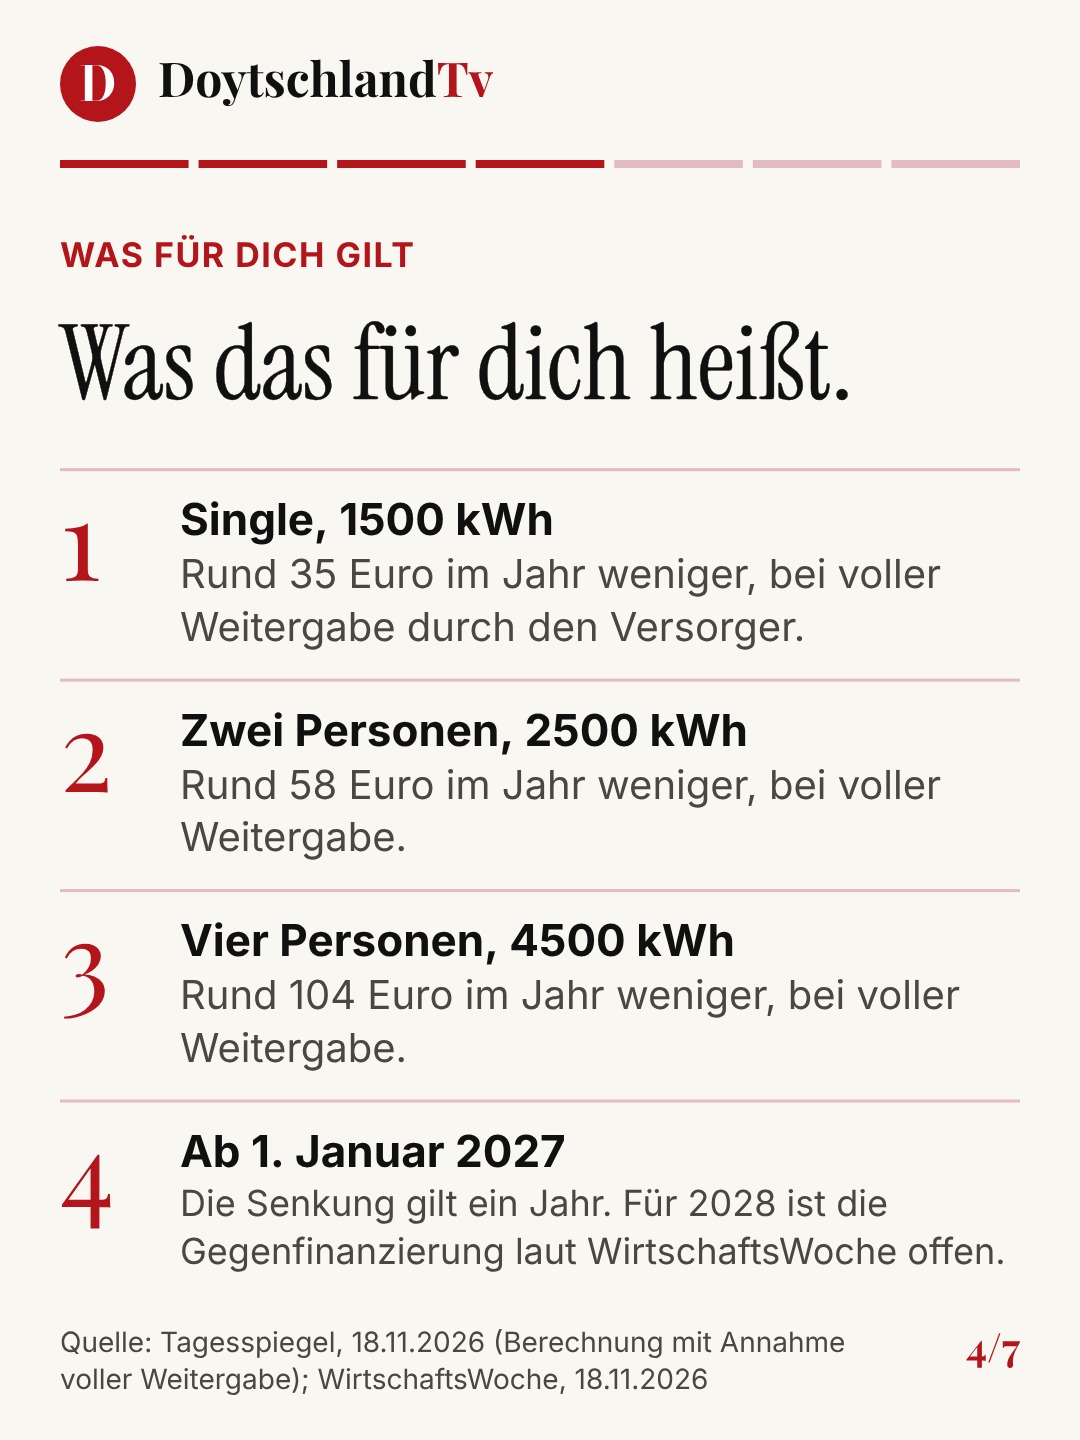 D DoytschlandTv
WAS FÜR DICH GILT
Was das für dich heißt.
1
Single, 1500 kWh
Rund 35 Euro im Jahr weniger, bei voller
Weitergabe durch den Versorger.
2
Zwei Personen, 2500 kWh
Rund 58 Euro im Jahr weniger, bei voller
Weitergabe.
3
Vier Personen, 4500 kWh
Rund 104 Euro im Jahr weniger, bei voller
Weitergabe.
4
Ab 1. Januar 2027
Die Senkung gilt ein Jahr. Für 2028 ist die
Gegenfinanzierung laut WirtschaftsWoche offen.
Quelle: Tagesspiegel, 18.11.2026 (Berechnung mit Annahme
voller Weitergabe); WirtschaftsWoche, 18.11.2026
4/7